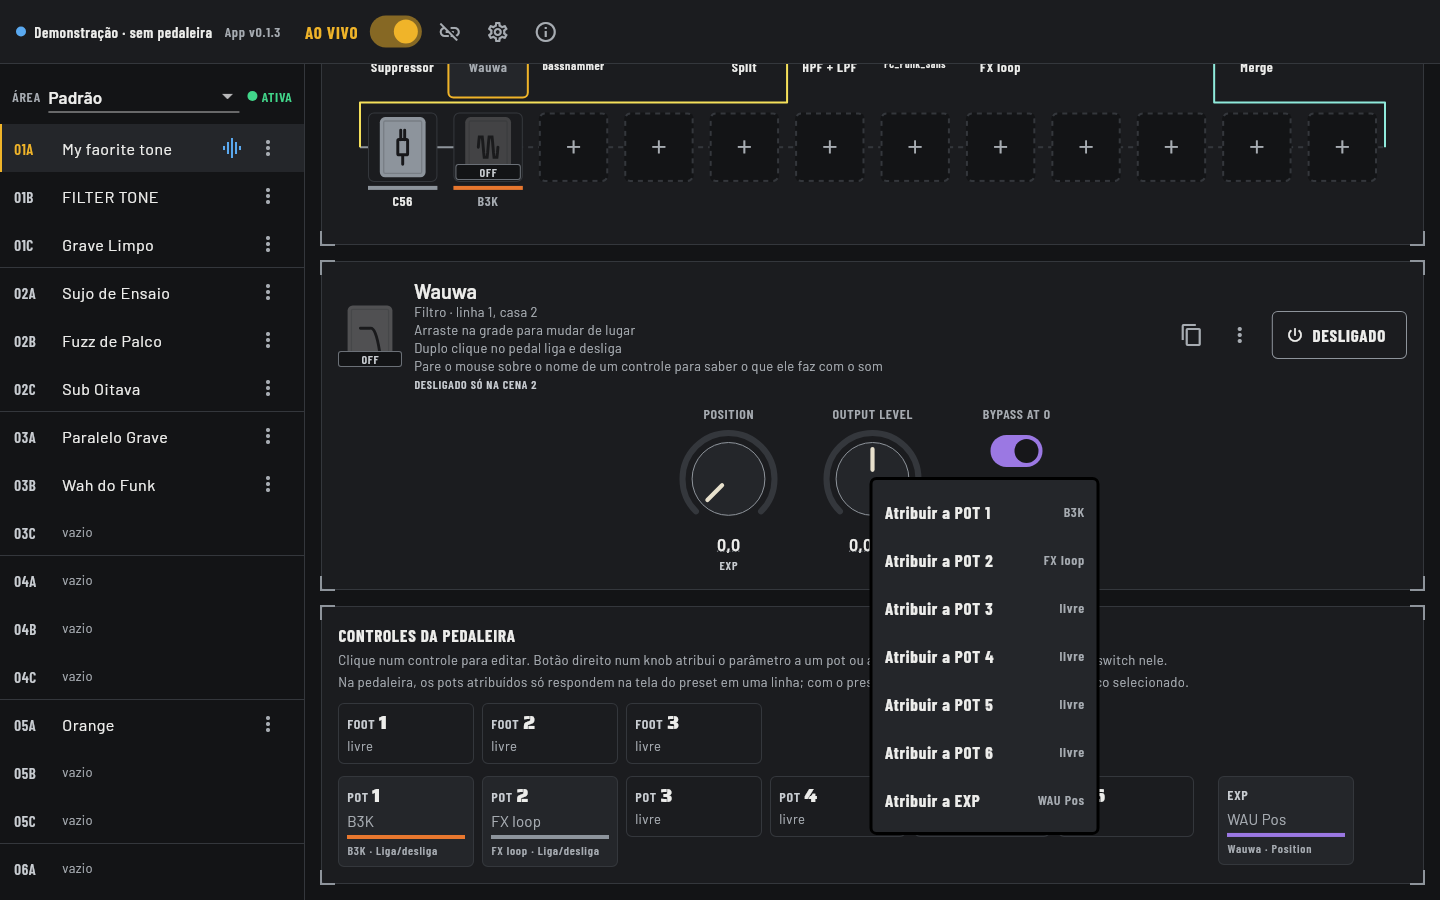 Demonstração · sem pedaleira App v0.1.3 AO VIVO
ÁREA Padrão ATIVA
01A My faorite tone
01B FILTER TONE
01C Grave Limpo
02A Sujo de Ensaio
02B Fuzz de Palco
02C Sub Oitava
03A Paralelo Grave
03B Wah do Funk
03C vazio
04A vazio
04B vazio
04C vazio
05A Orange
05B vazio
05C vazio
06A vazio
Suppressor Wauwa Basshammer Split HPF + LPF FX loop Merge
OFF
C56 B3K
Wauwa
Filtro · linha 1, casa 2
Arraste na grade para mudar de lugar
Duplo clique no pedal liga e desliga
Pare o mouse sobre o nome de um controle para saber o que ele faz com o som
DESLIGADO SÓ NA CENA 2
OFF
DESLIGADO
POSITION OUTPUT LEVEL BYPASS AT 0
0,0 0,0
EXP
Atribuir a POT 1 B3K
Atribuir a POT 2 FX loop
Atribuir a POT 3 livre
Atribuir a POT 4 livre
Atribuir a POT 5 livre
Atribuir a POT 6 livre
Atribuir a EXP WAU Pos
CONTROLES DA PEDALEIRA
Clique num controle para editar. Botão direito num knob atribui o parâmetro a um pot ou a switch nele.
Na pedaleira, os pots atribuídos só respondem na tela do preset em uma linha; com o pres co selecionado.
FOOT 1 FOOT 2 FOOT 3
livre livre livre
POT 1 POT 2 POT 3 POT 4 EXP
B3K FX loop livre livre WAU Pos
B3K · Liga/desliga FX loop · Liga/desliga Wauwa · Position